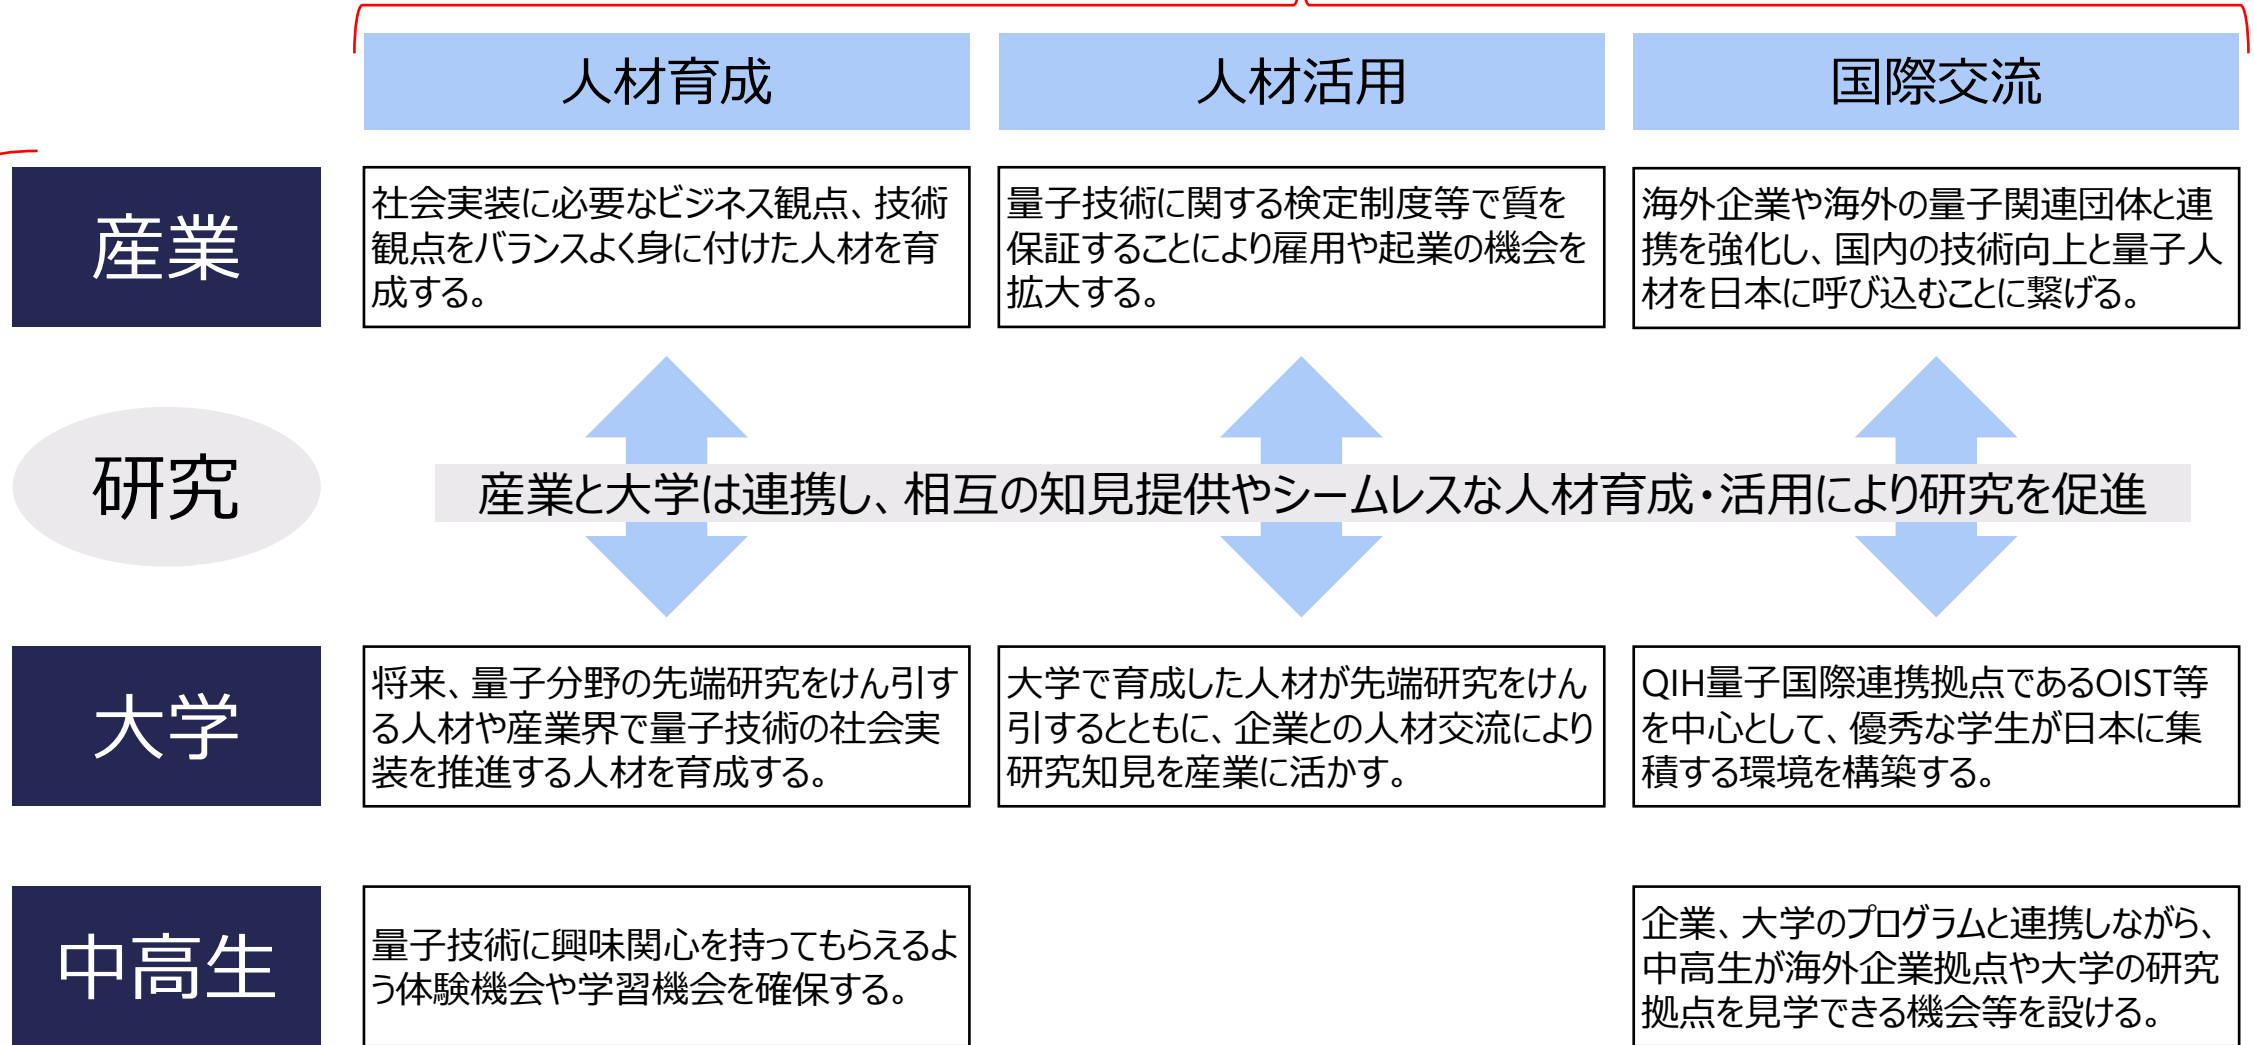 人材育成
人材活用
国際交流
産業
社会実装に必要なビジネス観点、技術
観点をバランスよく身に付けた人材を育
成する。
量子技術に関する検定制度等で質を
保証することにより雇用や起業の機会を
拡大する。
海外企業や海外の量子関連団体と連
携を強化し、国内の技術向上と量子人
材を日本に呼び込むことに繋げる。
研究
産業と大学は連携し、相互の知見提供やシームレスな人材育成・活用により研究を促進
大学
将来、量子分野の先端研究をけん引す
る人材や産業界で量子技術の社会実
装を推進する人材を育成する。
大学で育成した人材が先端研究をけん
引するとともに、企業との人材交流により
研究知見を産業に活かす。
QIH量子国際連携拠点であるOIST等
を中心として、優秀な学生が日本に集
積する環境を構築する。
中高生
量子技術に興味関心を持ってもらえるよ
う体験機会や学習機会を確保する。
企業、大学のプログラムと連携しながら、
中高生が海外企業拠点や大学の研究
拠点を見学できる機会等を設ける。